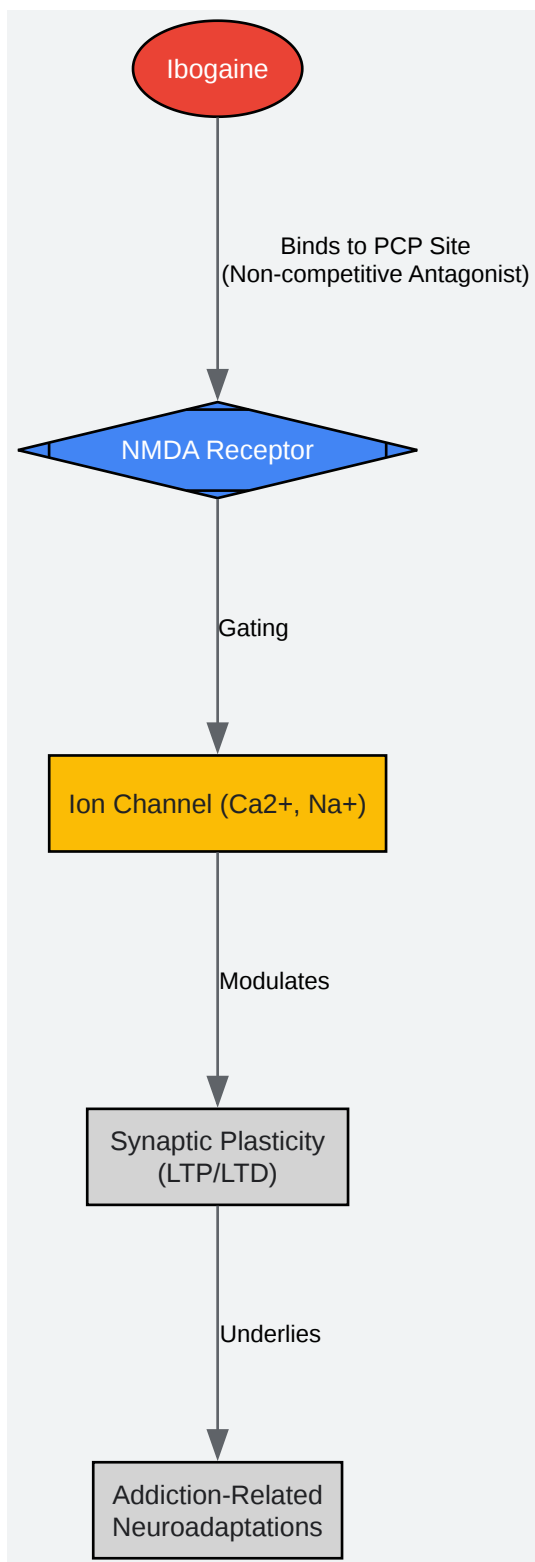 Ibogaine
Binds to PCP Site
(Non-competitive Antagonist)
NMDA Receptor
Gating
Ion Channel (Ca2+, Na+)
Modulates
Synaptic Plasticity
(LTP/LTD)
Underlies
Addiction-Related
Neuroadaptations